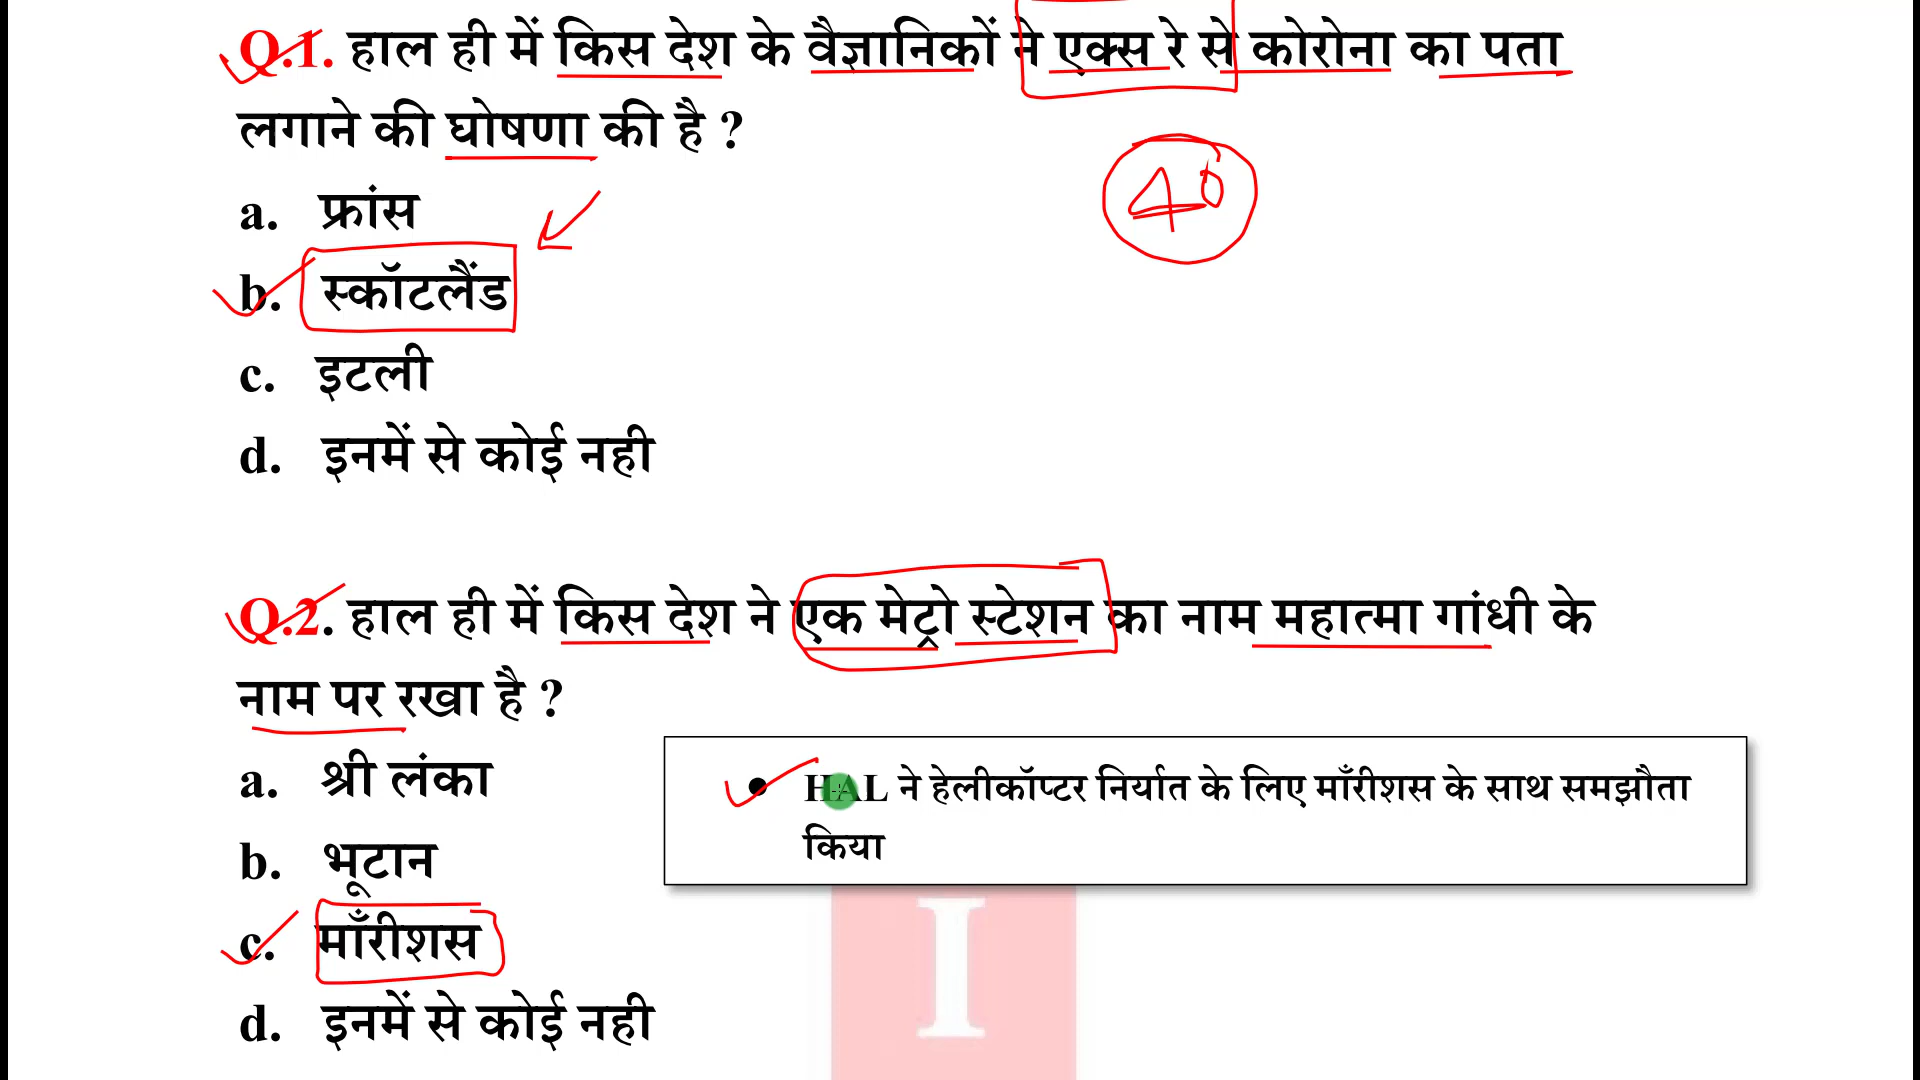 Q.1. हाल ही में किस देश के वैज्ञानिकों ने एक्स रे से कोरोना का पता
लगाने की घोषणा की है ?
40
a. फ्रांस
b. स्कॉटलैंड
c. इटली
d. इनमें से कोई नही
Q.2. हाल ही में किस देश ने एक मेट्रो स्टेशन का नाम महात्मा गांधी के
नाम पर रखा है ?
a. श्री लंका
b. भूटान
c. माँरीशस
d. इनमें से कोई नही
• HAL ने हेलीकॉप्टर निर्यात के लिए माँरीशस के साथ समझौता
किया
I